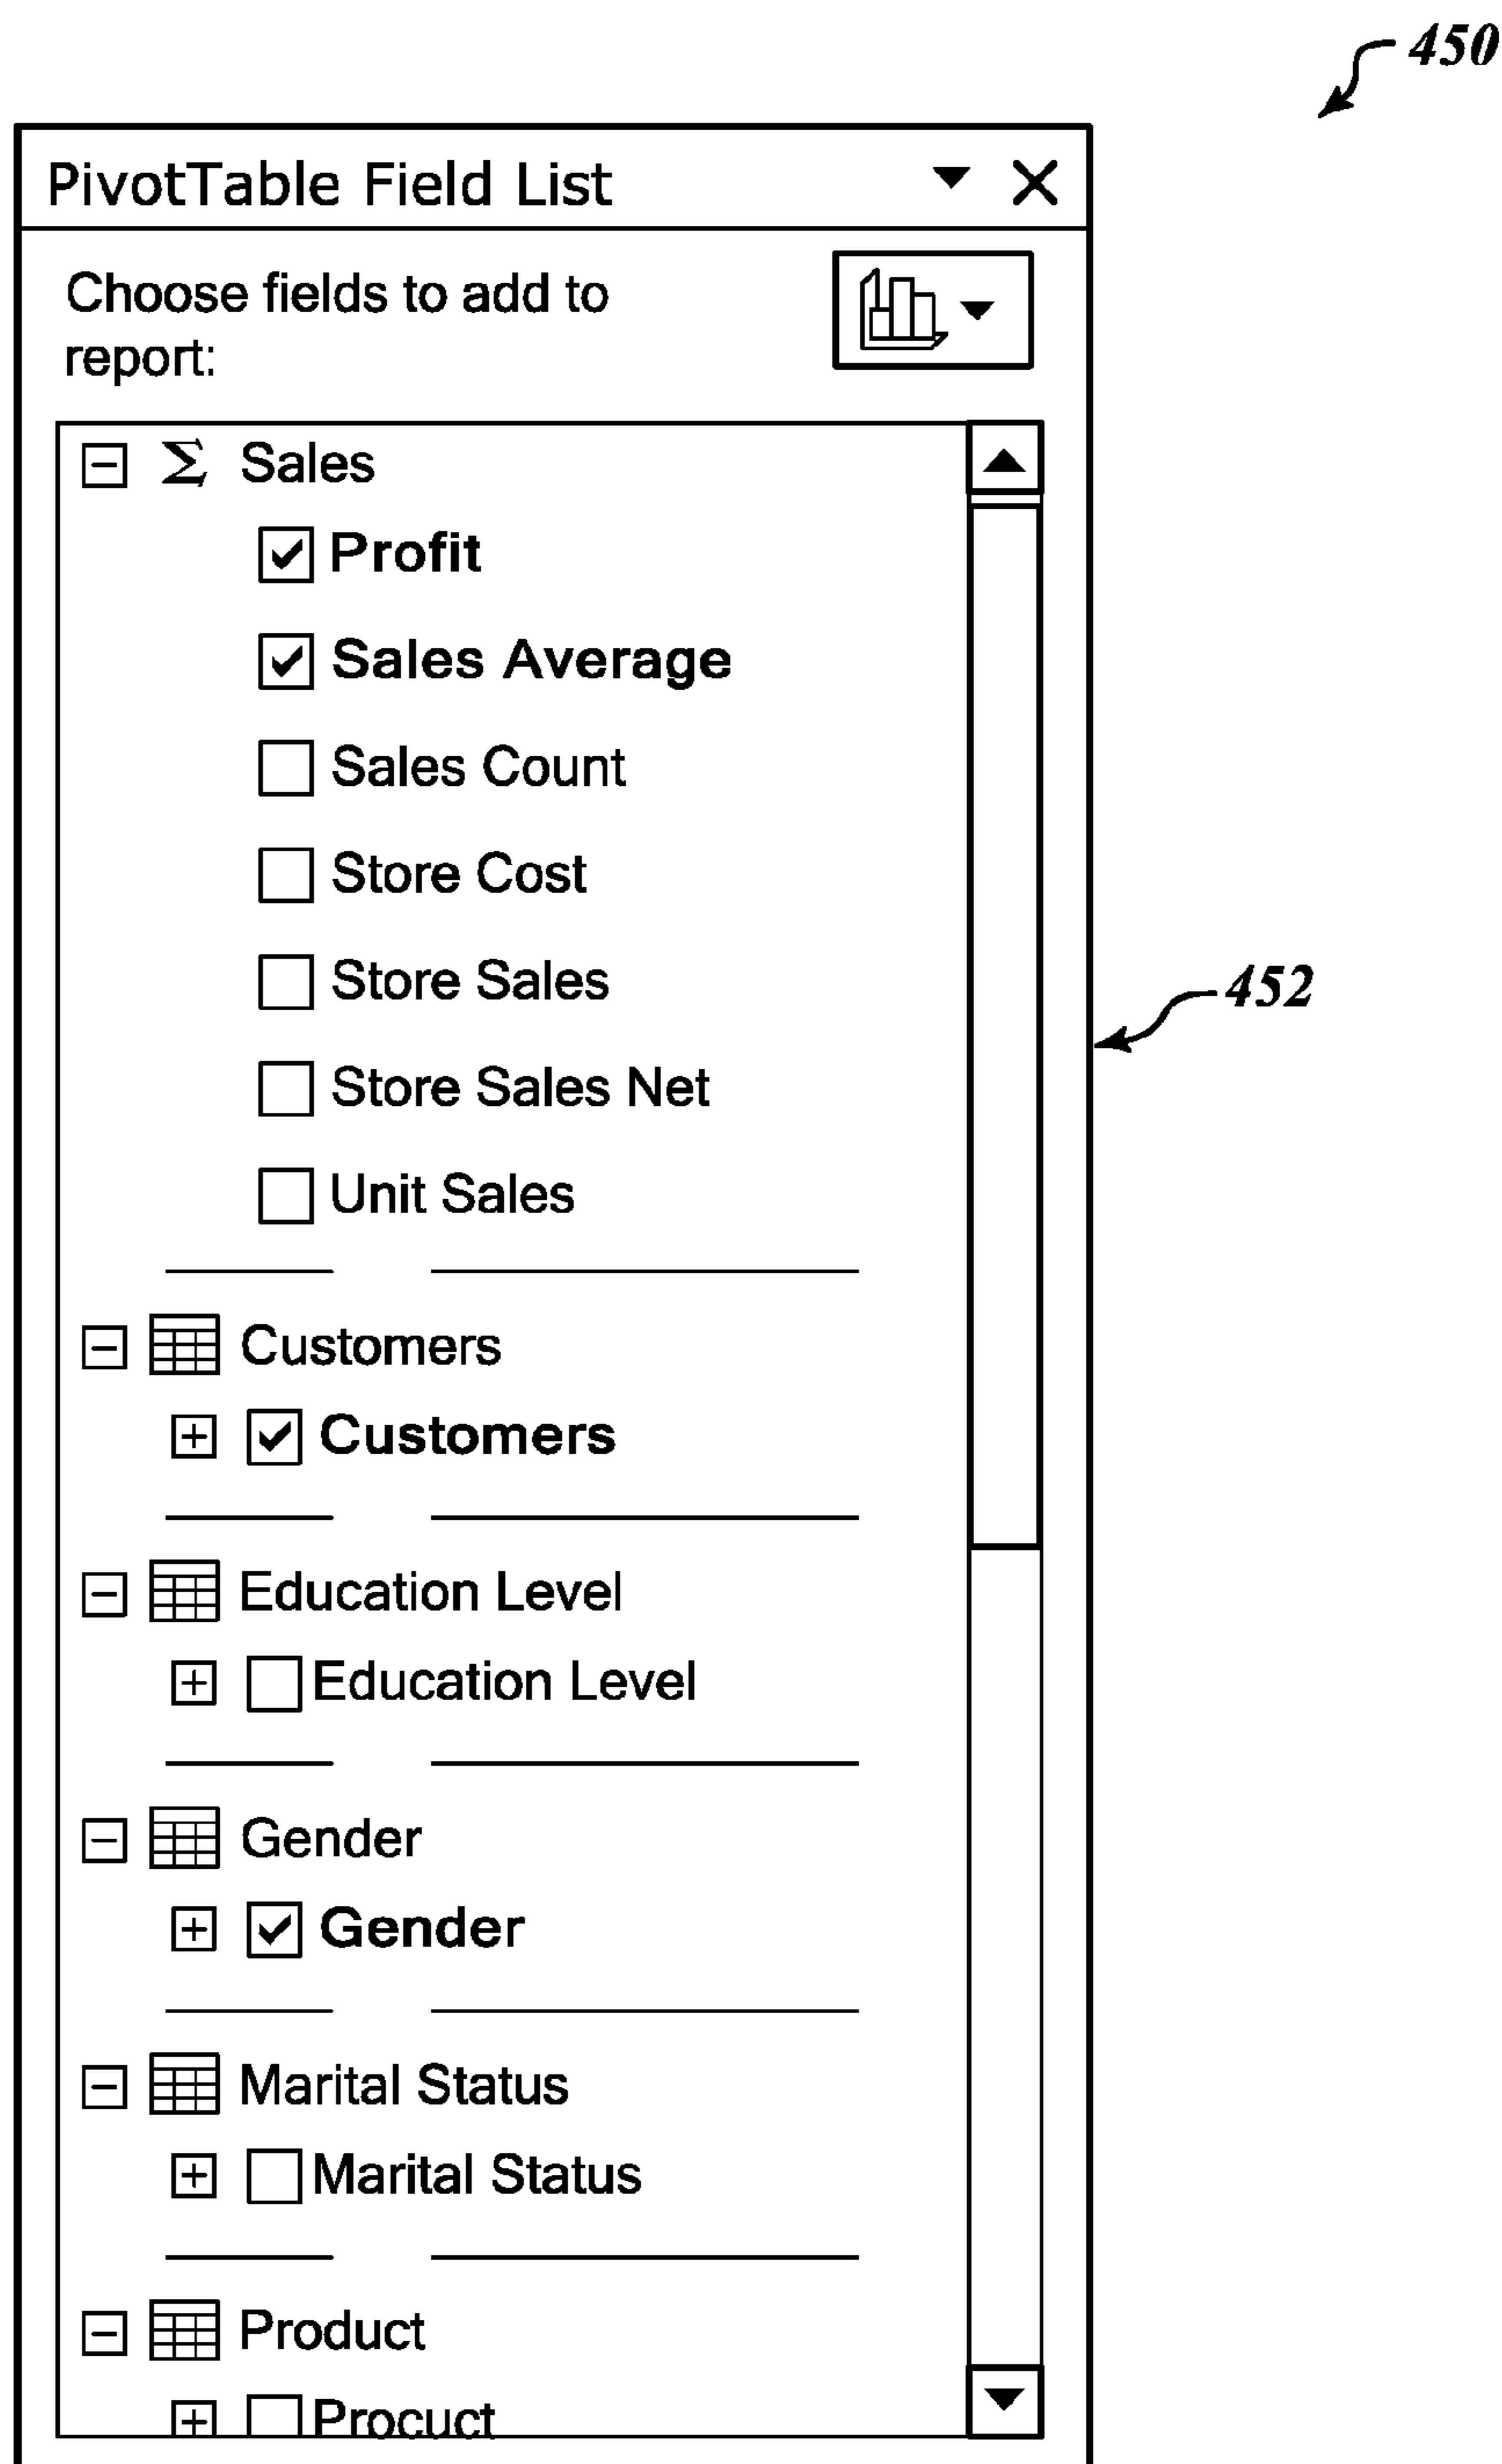 450
PivotTable Field List
Choose fields to add to
report:
Σ Sales
Profit
Sales Average
Sales Count
Store Cost
Store Sales
452
Store Sales Net
Unit Sales
Customers
Customers
Education Level
Education Level
Gender
Gender
Marital Status
Marital Status
Product
Procuct